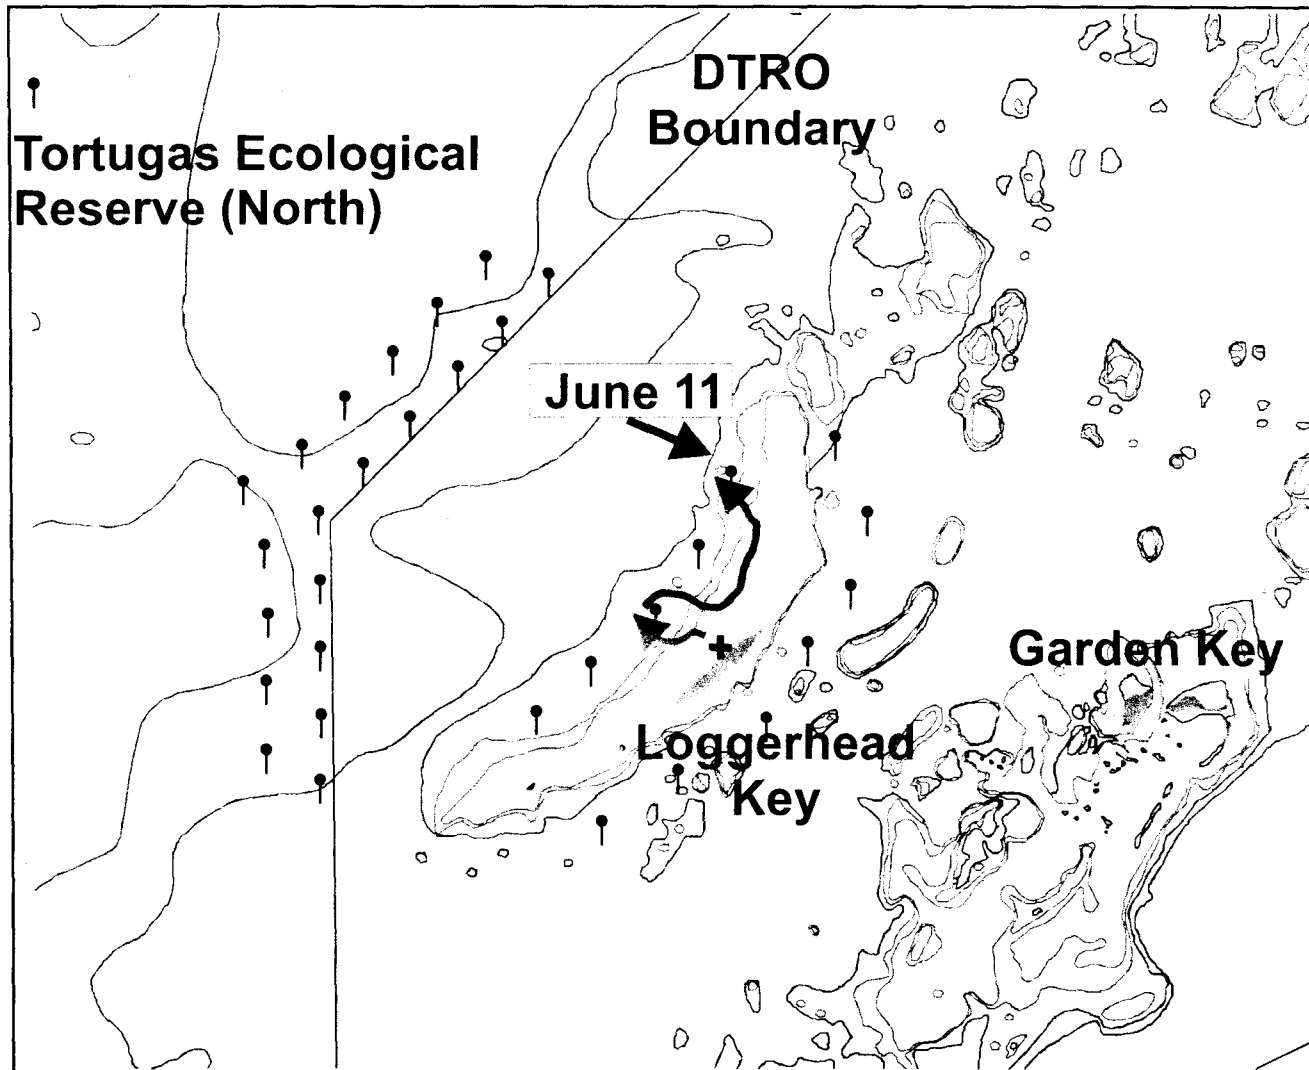 DTRO
Boundary
Tortugas Ecological
Reserve (North)
June 11
Garden Key
Loggerhead
Key